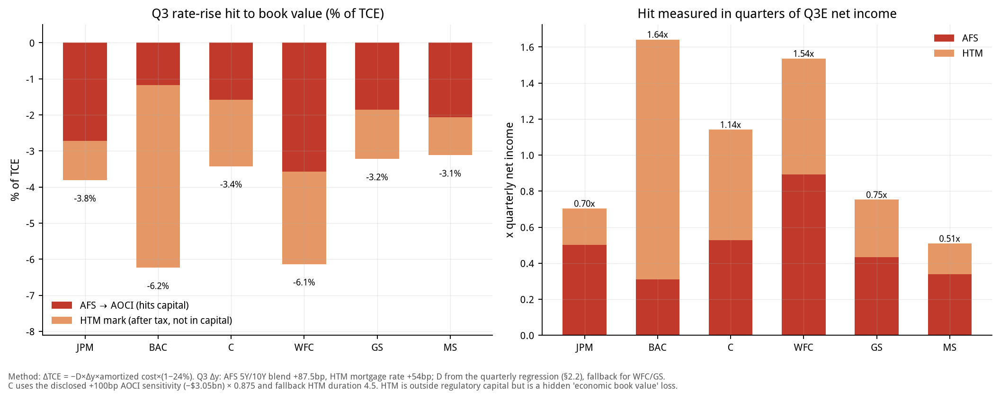 Q3 rate-rise hit to book value (% of TCE)
% of TCE
0
-1
-2
-3
-4
-5
-6
-7
-8
-3.8%
-6.2%
-3.4%
-6.1%
-3.2%
-3.1%
AFS → AOCI (hits capital)
HTM mark (after tax, not in capital)
JPM
BAC
C
WFC
GS
MS
Hit measured in quarters of Q3E net income
x quarterly net income
1.6
1.4
1.2
1.0
0.8
0.6
0.4
0.2
0.0
0.70x
1.64x
1.14x
1.54x
0.75x
0.51x
AFS
HTM
JPM
BAC
C
WFC
GS
MS
Method: ΔTCE = −D×Δy×amortized cost×(1−24%). Q3 Δy: AFS 5Y/10Y blend +87.5bp, HTM mortgage rate +54bp; D from the quarterly regression (§2.2), fallback for WFC/GS.
C uses the disclosed +100bp AOCI sensitivity (−$3.05bn) × 0.875 and fallback HTM duration 4.5. HTM is outside regulatory capital but is a hidden 'economic book value' loss.